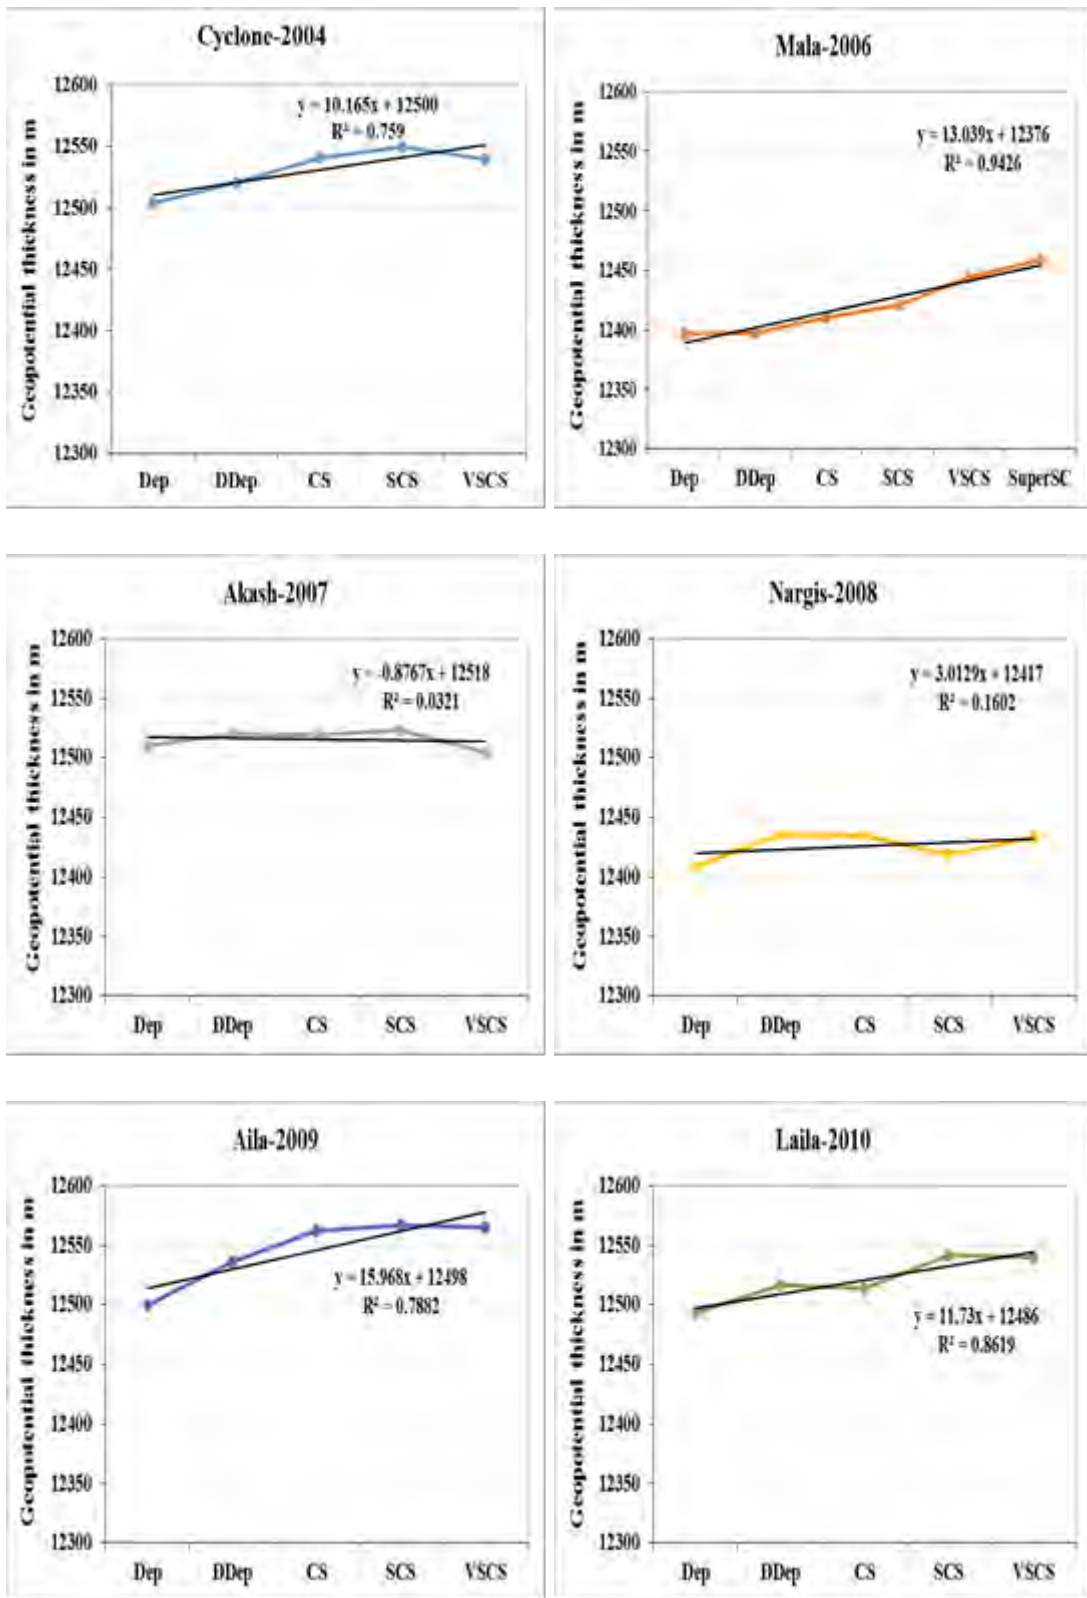 Cyclone-2004
Geopotential thickness in m
12600
12550
12500
12450
12400
12350
12300
y = 10.165x + 12500
R² = 0.759
Dep DDep CS SCS VSCS
Mala-2006
Geopotential thickness in m
12600
12550
12500
12450
12400
12350
12300
y = 13.039x + 12376
R² = 0.9426
Dep DDep CS SCS VSCS SuperSC
Akash-2007
Geopotential thickness in m
12600
12550
12500
12450
12400
12350
12300
y = -0.8767x + 12518
R² = 0.0321
Dep DDep CS SCS VSCS
Nargis-2008
Geopotential thickness in m
12600
12550
12500
12450
12400
12350
12300
y = 3.0129x + 12417
R² = 0.1602
Dep DDep CS SCS VSCS
Aila-2009
Geopotential thickness in m
12600
12550
12500
12450
12400
12350
12300
y = 15.968x + 12498
R² = 0.7882
Dep DDep CS SCS VSCS
Laila-2010
Geopotential thickness in m
12600
12550
12500
12450
12400
12350
12300
y = 11.73x + 12486
R² = 0.8619
Dep DDep CS SCS VSCS